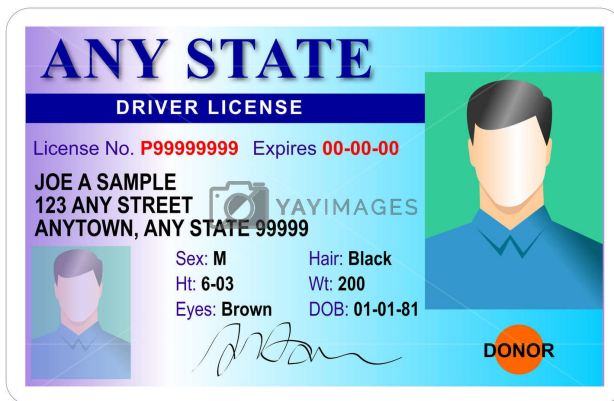 ANY STATE
DRIVER LICENSE
License No. P99999999 Expires 00-00-00
JOE A SAMPLE
123 ANY STREET
ANYTOWN, ANY STATE 99999
YAYIMAGES
Sex: M Hair: Black
Ht: 6-03 Wt: 200
Eyes: Brown DOB: 01-01-81
DONOR